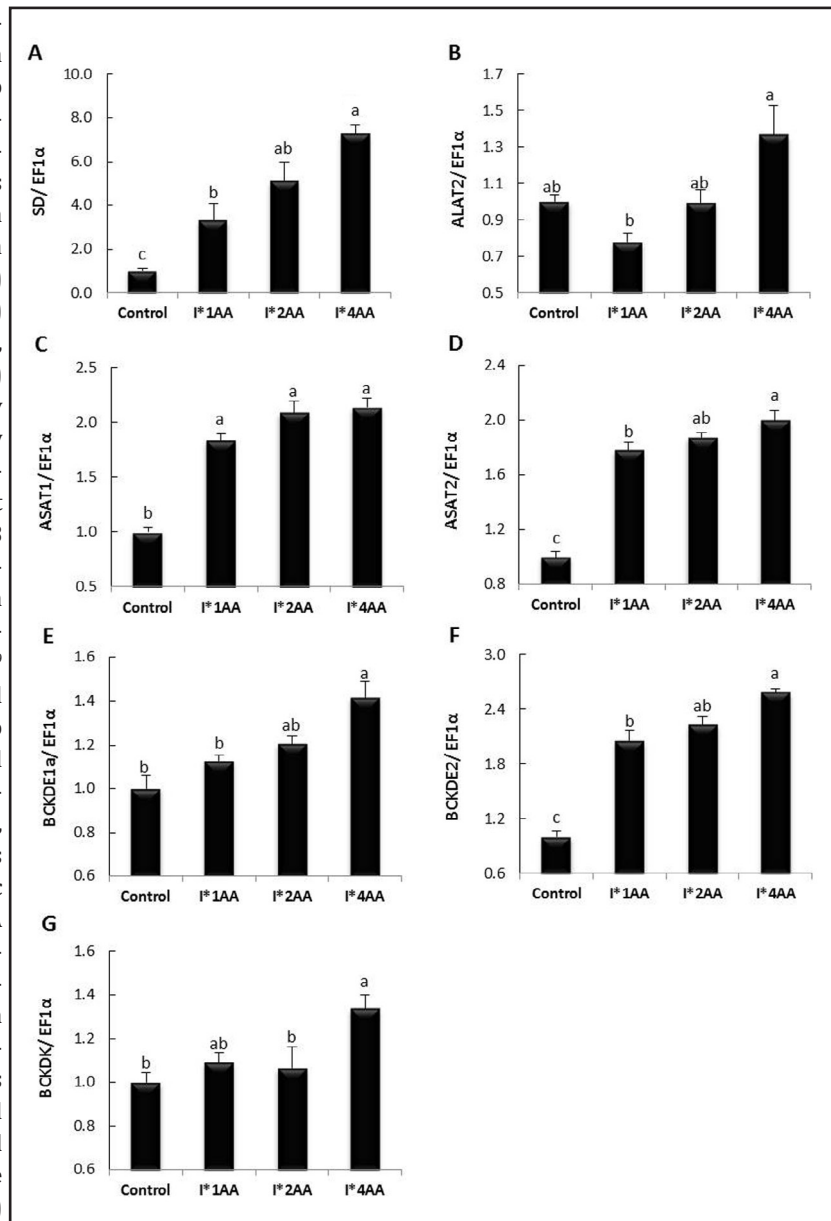 A
SD/ EF1α
10.0
8.0
6.0
4.0
2.0
0.0
c
b
ab
a
Control I*1AA I*2AA I*4AA
B
ALAT2/ EF1α
1.7
1.5
1.3
1.1
0.9
0.7
0.5
ab
b
ab
a
Control I*1AA I*2AA I*4AA
C
ASAT1/ EF1α
2.5
2.0
1.5
1.0
0.5
b
a
a
a
Control I*1AA I*2AA I*4AA
D
ASAT2/ EF1α
2.4
2.0
1.6
1.2
0.8
c
b
ab
a
Control I*1AA I*2AA I*4AA
E
BCKDE1a/ EF1α
1.6
1.4
1.2
1.0
0.8
0.6
b
b
ab
a
Control I*1AA I*2AA I*4AA
F
BCKDE2/ EF1α
3.0
2.4
1.8
1.2
0.6
c
b
ab
a
Control I*1AA I*2AA I*4AA
G
BCKDK/ EF1α
1.6
1.4
1.2
1.0
0.8
0.6
b
ab
b
a
Control I*1AA I*2AA I*4AA